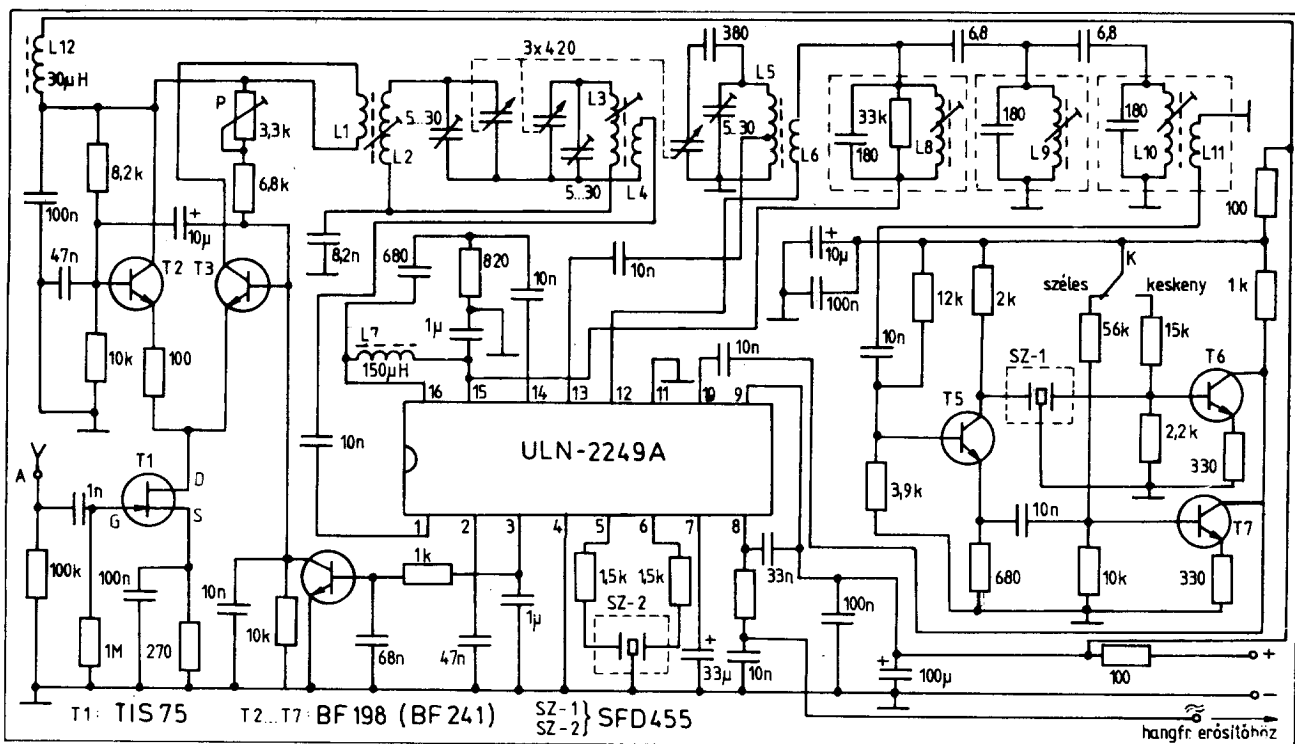 L12
30µH
P
3,3k
L1
L2
5...30
3x420
L3
L4
5...30
380
L5
5...30
L6
6,8
6,8
33k
180
L8
180
L9
180
L10
L11
100n
8,2k
6,8k
10µ
+
47n
T2
T3
10k
100
8,2n
680
820
10n
1µ
L7
150µH
10n
10µ
+
100n
12k
2k
K
széles
keskeny
56k
15k
100
1k
10n
10n
SZ-1
T5
T6
2,2k
330
3,9k
10n
T7
680
10k
330
16
15
14
13
12
11
10
9
ULN-2249A
1
2
3
4
5
6
7
8
10n
A
T1
1n
D
G
S
100k
1M
100n
270
10n
10k
1k
68n
47n
1µ
1,5k
1,5k
SZ-2
+
33µ
33n
10n
100n
+
100µ
100
+
−
T1: TIS75
T2...T7: BF198 (BF241)
SZ-1
SZ-2 } SFD455
hangfr. erősítőhöz